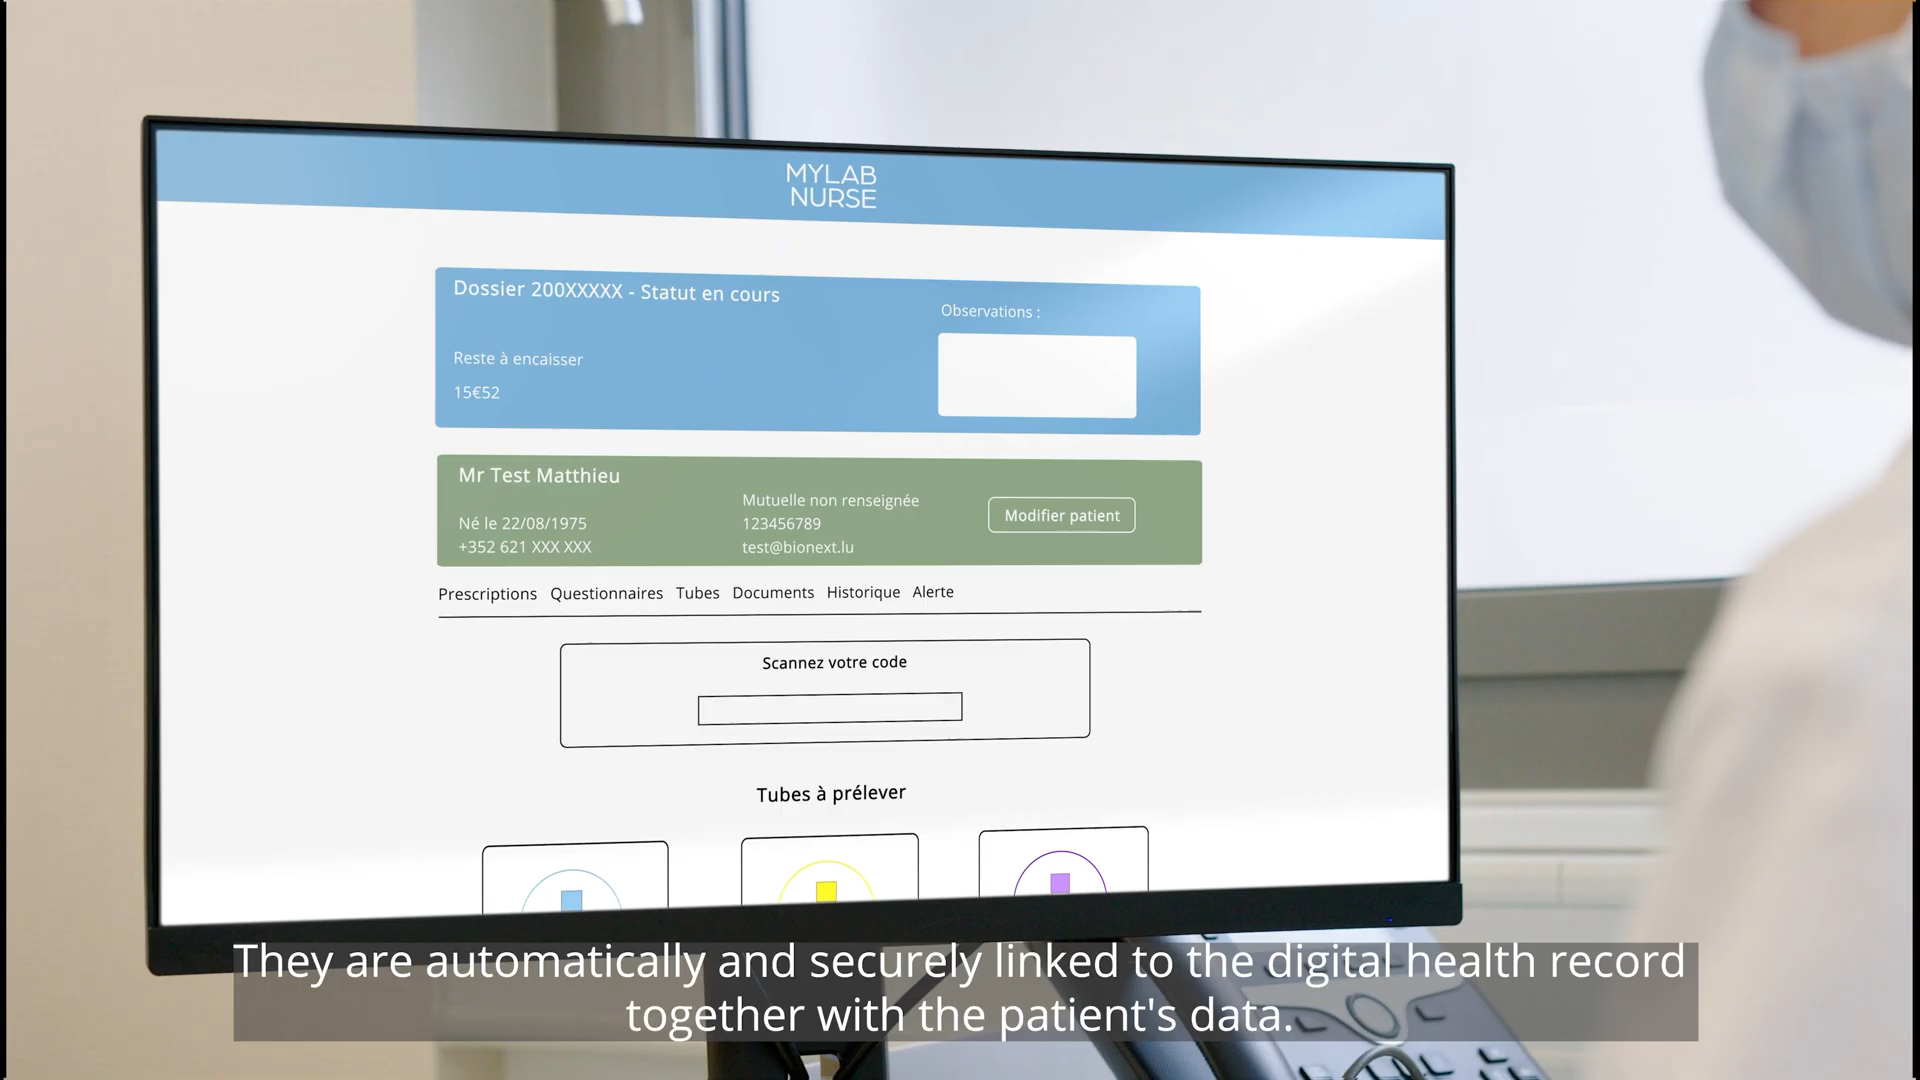 MYLAB
NURSE
Dossier 200XXXXX - Statut en cours
Observations :
Reste à encaisser
15€52
Mr Test Matthieu
Né le 22/08/1975
+352 621 XXX XXX
Mutuelle non renseignée
123456789
test@bionext.lu
Modifier patient
Prescriptions Questionnaires Tubes Documents Historique Alerte
Scannez votre code
Tubes à prélever
They are automatically and securely linked to the digital health record
together with the patient's data.